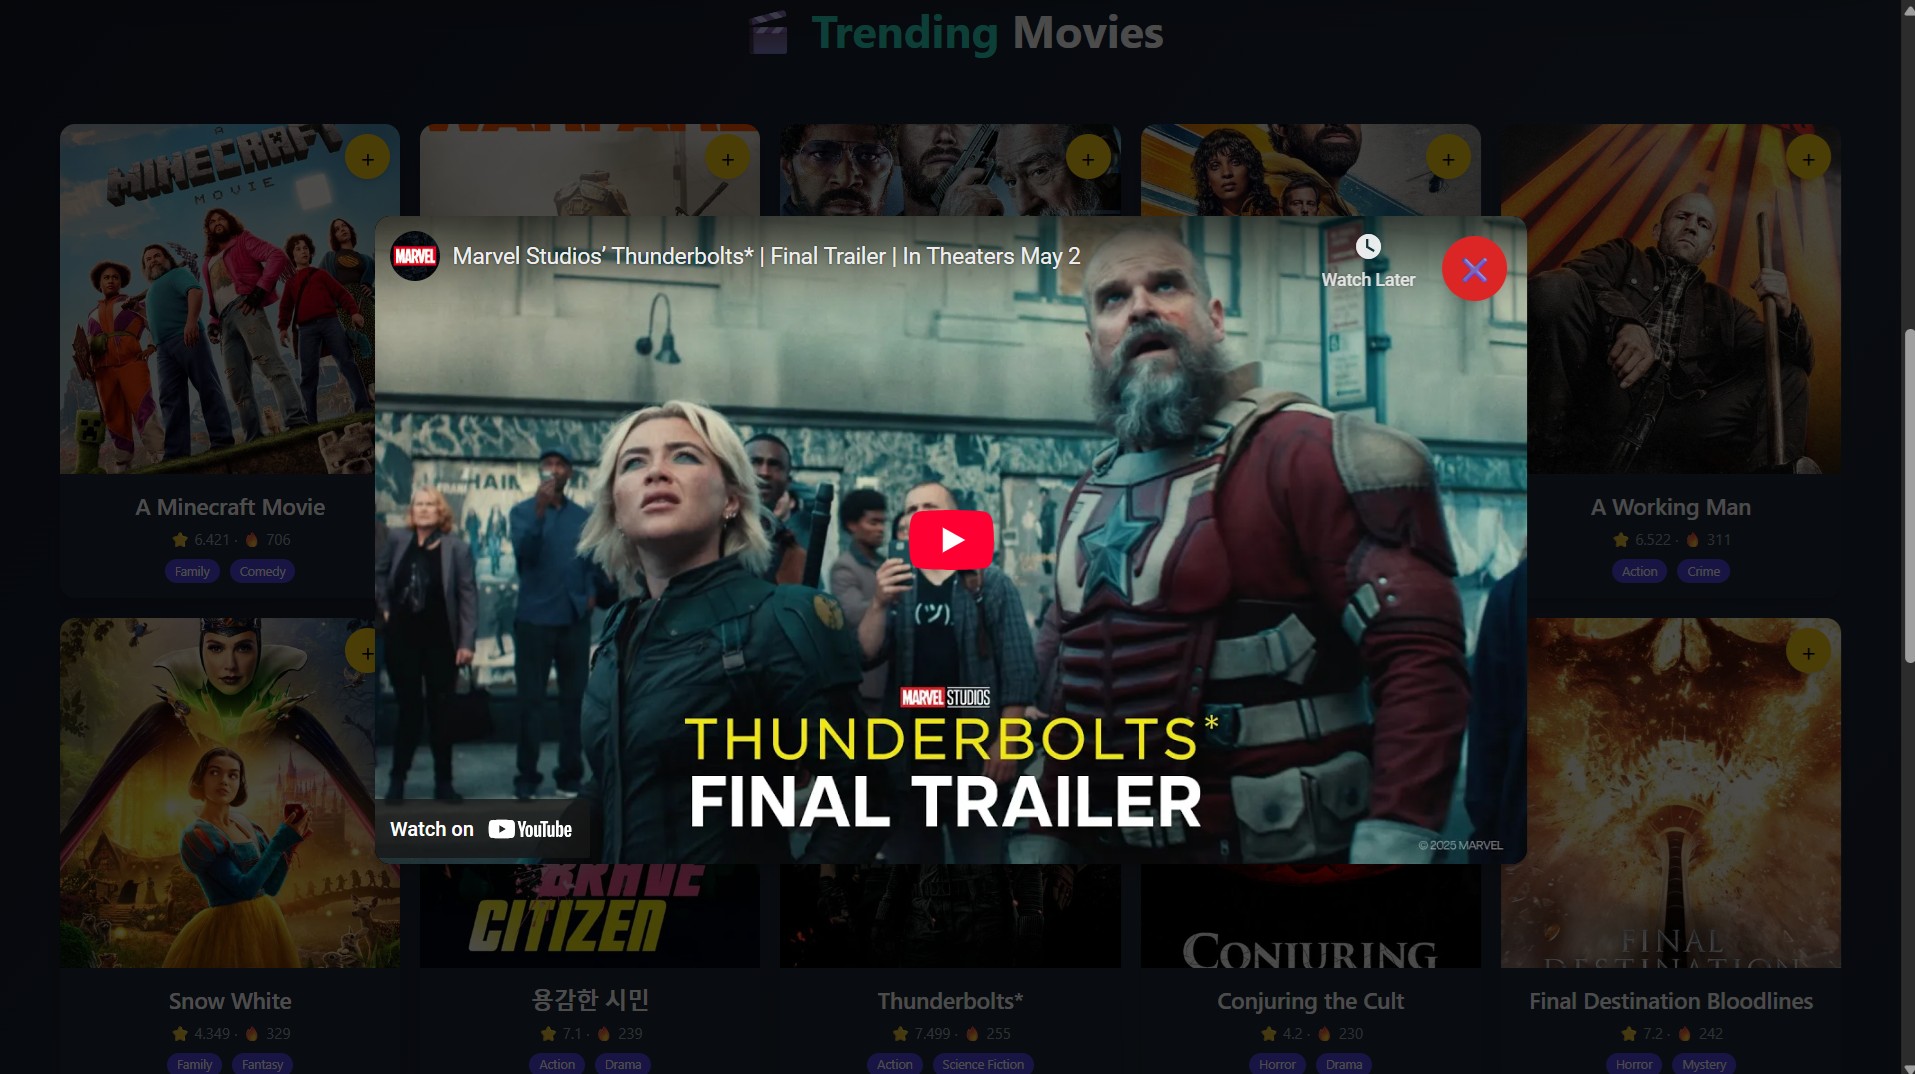 Trending Movies
A
MINECRAFT
MOVIE
WARFARE
+
+
+
+
+
MARVEL
Marvel Studios’ Thunderbolts* | Final Trailer | In Theaters May 2
Watch Later
MARVEL STUDIOS
THUNDERBOLTS*
FINAL TRAILER
Watch on YouTube
© 2025 MARVEL
A Minecraft Movie
6.421 · 706
Family Comedy
A Working Man
6.522 · 311
Action Crime
+
+
BRAVE
CITIZEN
CONJURING
FINAL
DESTINATION
Snow White
4.349 · 329
Family Fantasy
용감한 시민
7.1 · 239
Action Drama
Thunderbolts*
7.499 · 255
Action Science Fiction
Conjuring the Cult
4.2 · 230
Horror Drama
Final Destination Bloodlines
7.2 · 242
Horror Mystery